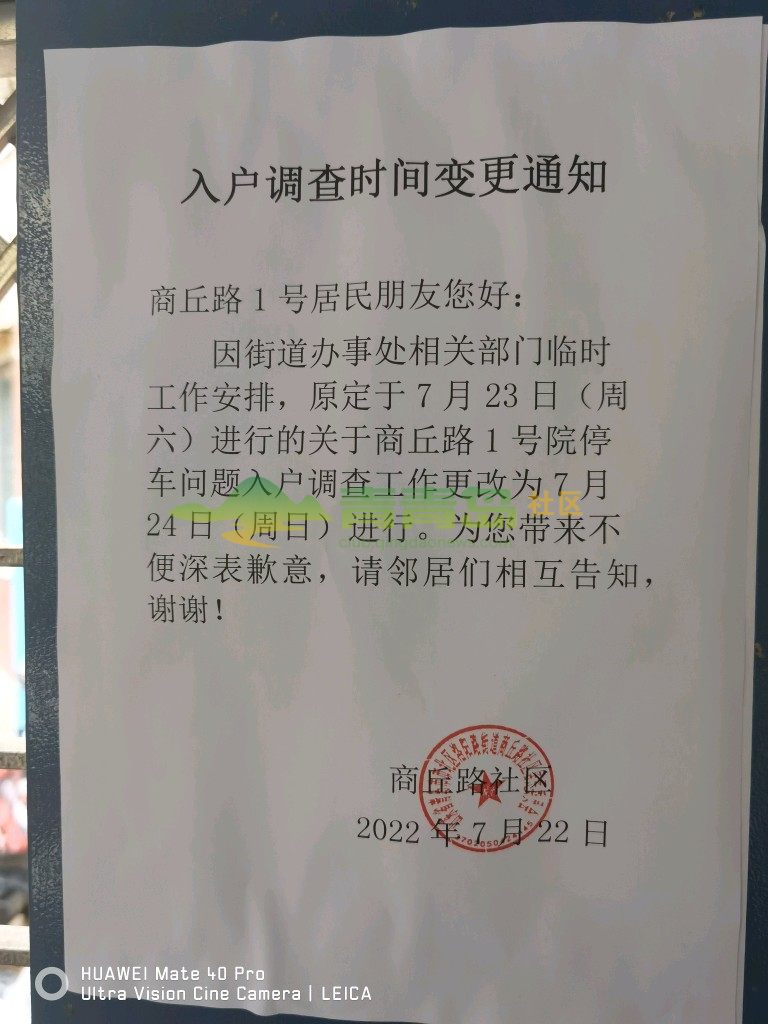 入户调查时间变更通知
商丘路1号居民朋友您好：
因街道办事处相关部门临时
工作安排，原定于7月23日（周
六）进行的关于商丘路1号院停
车问题入户调查工作更改为7月
24日（周日）进行。为您带来不
便深表歉意，请邻居们相互告知，
谢谢！
青青岛社区
商丘路社区
2022年7月22日
HUAWEI Mate 40 Pro
Ultra Vision Cine Camera | LEICA